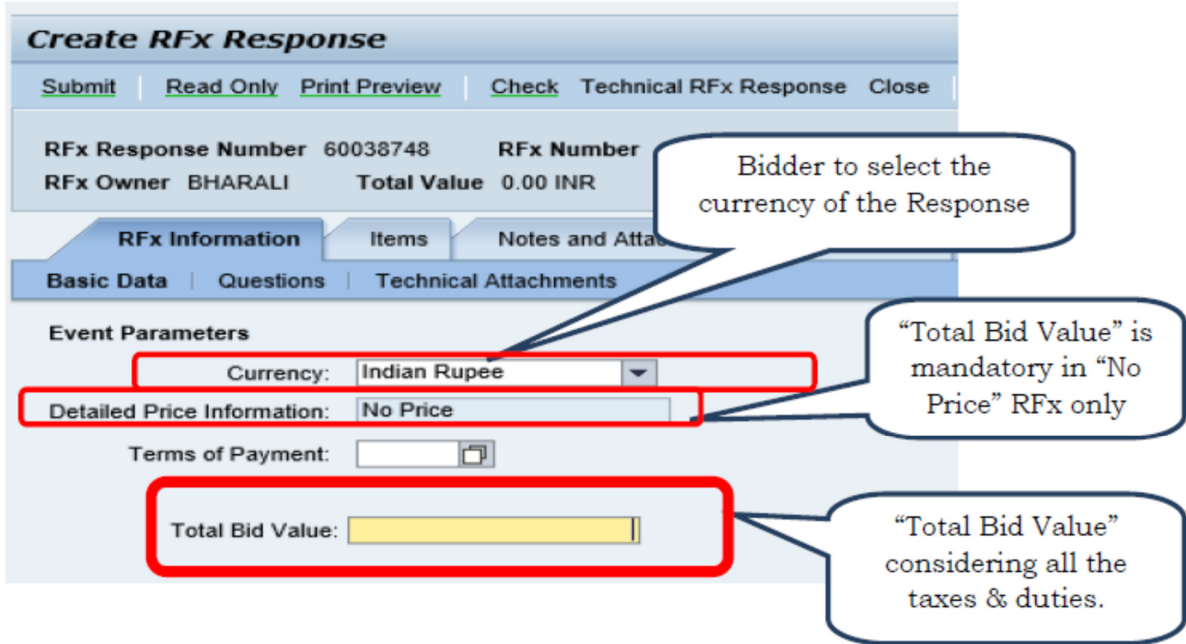 Create RFx Response
Submit Read Only Print Preview Check Technical RFx Response Close
RFx Response Number 60038748 RFx Number
RFx Owner BHARALI Total Value 0.00 INR
Bidder to select the
currency of the Response
RFx Information Items Notes and Atta
Basic Data Questions Technical Attachments
Event Parameters
Currency: Indian Rupee
Detailed Price Information: No Price
Terms of Payment:
Total Bid Value:
“Total Bid Value” is
mandatory in “No
Price” RFx only
“Total Bid Value”
considering all the
taxes & duties.